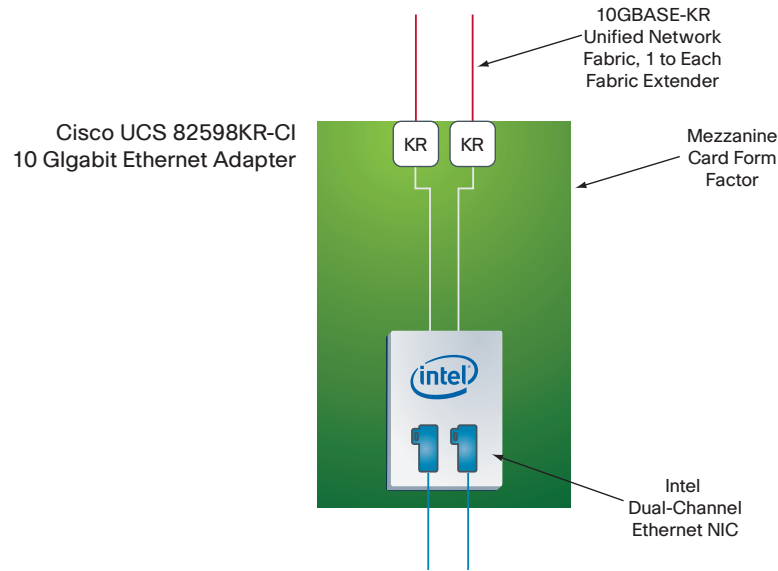 10GBASE-KR
Unified Network
Fabric, 1 to Each
Fabric Extender
Cisco UCS 82598KR-CI
10 GIgabit Ethernet Adapter
KR
KR
Mezzanine
Card Form
Factor
intel
Intel
Dual-Channel
Ethernet NIC